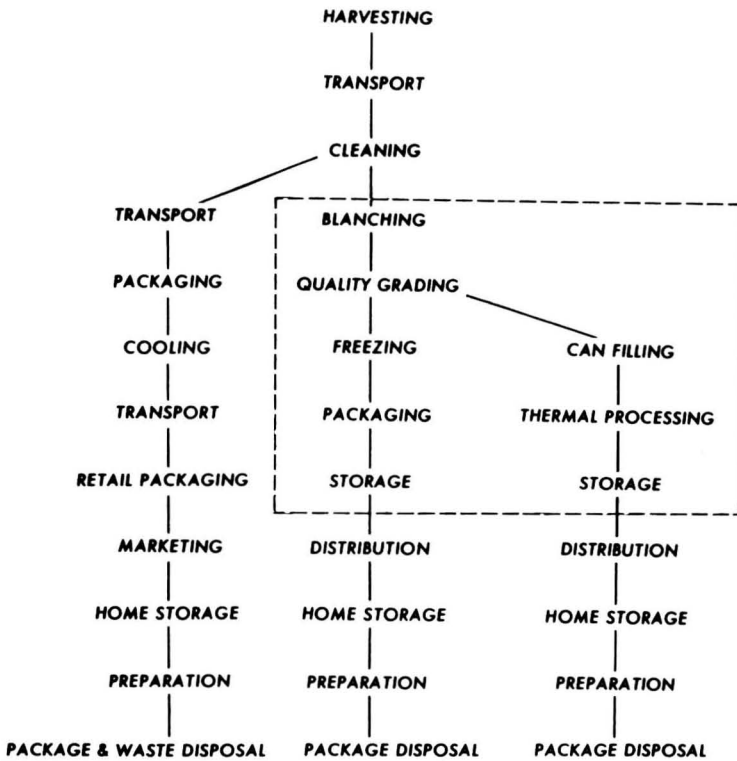 HARVESTING
TRANSPORT
CLEANING
TRANSPORT
BLANCHING
PACKAGING
QUALITY GRADING
COOLING
FREEZING
CAN FILLING
TRANSPORT
PACKAGING
THERMAL PROCESSING
RETAIL PACKAGING
STORAGE
STORAGE
MARKETING
DISTRIBUTION
DISTRIBUTION
HOME STORAGE
HOME STORAGE
HOME STORAGE
PREPARATION
PREPARATION
PREPARATION
PACKAGE & WASTE DISPOSAL
PACKAGE DISPOSAL
PACKAGE DISPOSAL